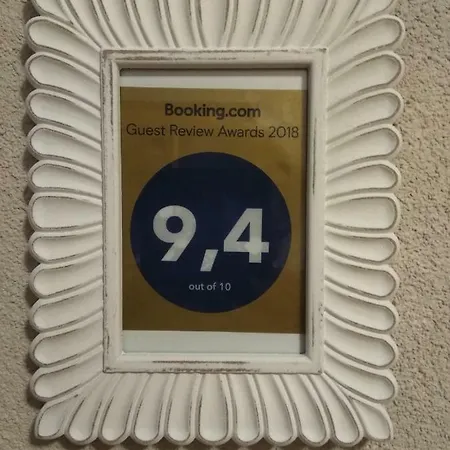 Booking.com
Guest Review Awards 2018
9,4
out of 10